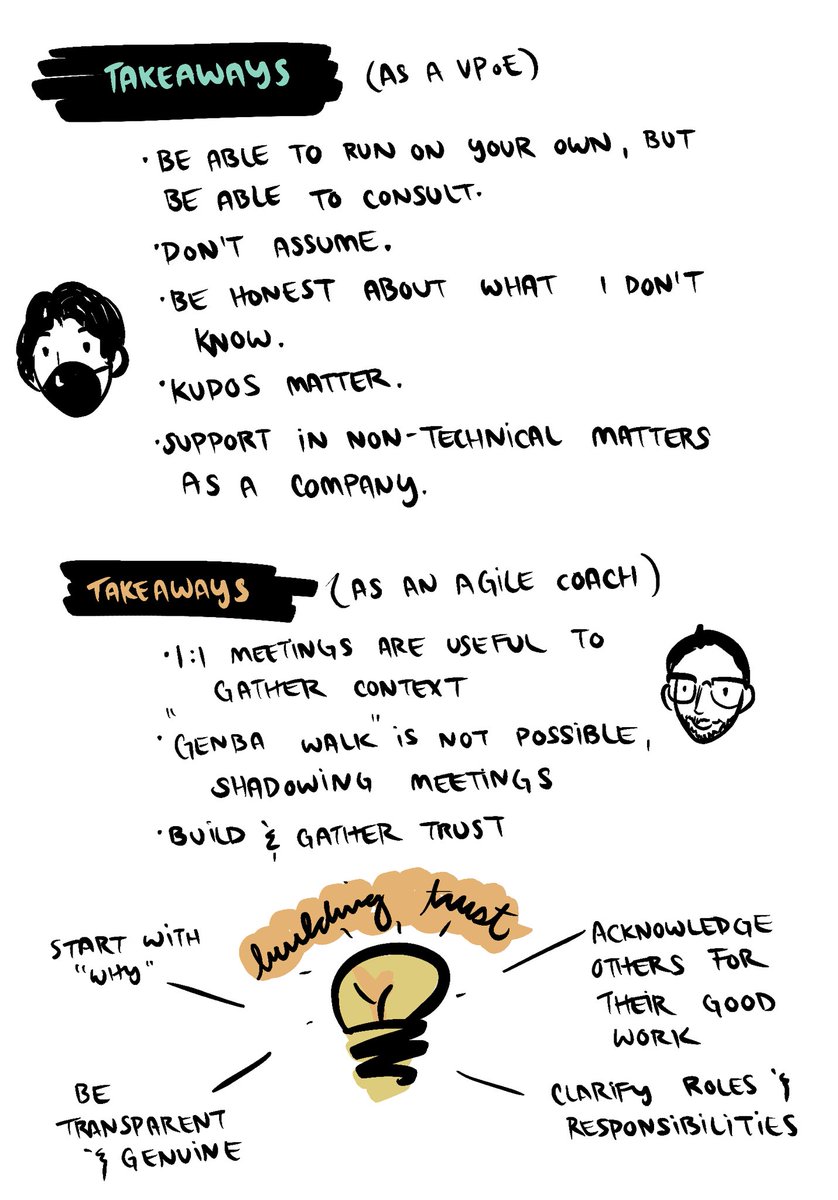 TAKEAWAYS (AS A VPoE)
· BE ABLE TO RUN ON YOUR OWN, BUT
BE ABLE TO CONSULT.
· DON'T ASSUME.
· BE HONEST ABOUT WHAT I DON'T
KNOW.
· KUDOS MATTER.
· SUPPORT IN NON-TECHNICAL MATTERS
AS A COMPANY.
TAKEAWAYS (AS AN AGILE COACH)
· 1:1 MEETINGS ARE USEFUL TO
GATHER CONTEXT
· "GENBA WALK" IS NOT POSSIBLE,
SHADOWING MEETINGS
· BUILD & GATHER TRUST
building trust
START WITH
"WHY"
ACKNOWLEDGE
OTHERS FOR
THEIR GOOD
WORK
BE
TRANSPARENT
& GENUINE
CLARIFY ROLES &
RESPONSIBILITIES